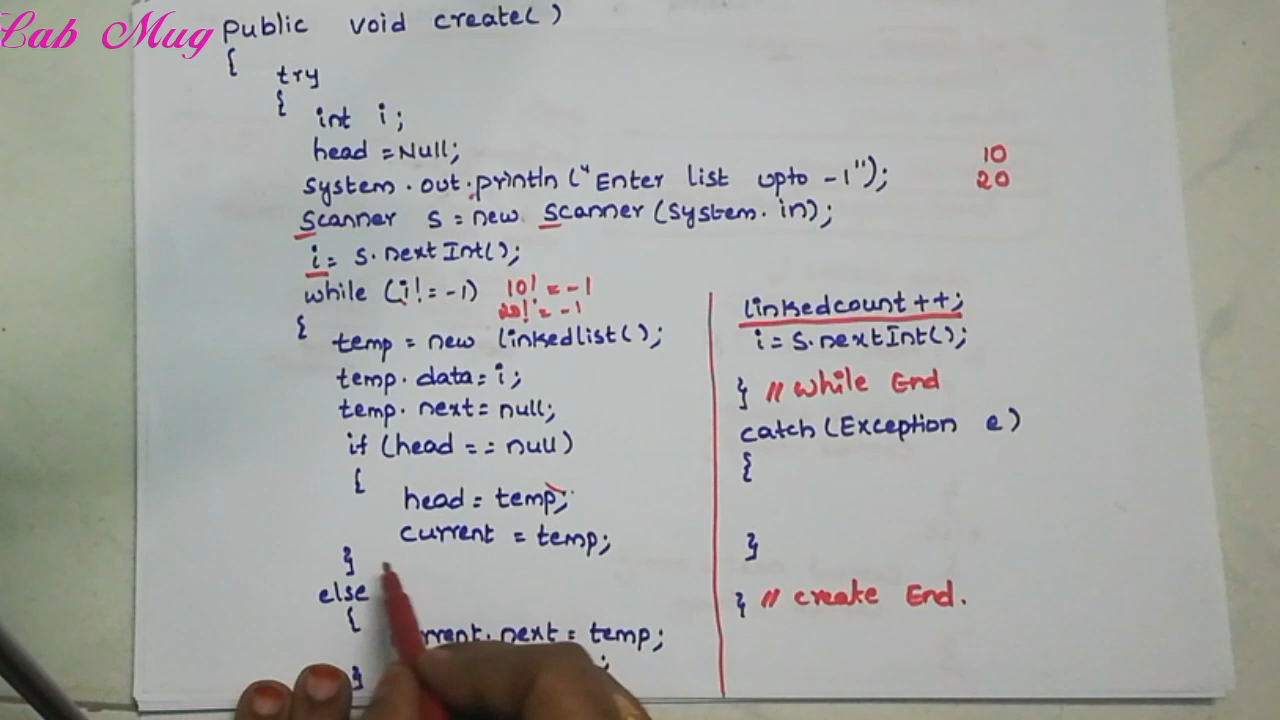 Lab Mug
public void create()
{
try
{
int i;
head = Null;
System.out.println("Enter list upto -1");
Scanner s = new Scanner(System.in);
i = s.nextInt();
while (i! = -1) 10! = -1
20! = -1
{
temp = new linkedlist();
temp.data = i;
temp.next = null;
if (head = = null)
{
head = temp;
current = temp;
}
else
{
.next = temp;
;
}
10
20
linkedcount ++;
i = s.nextInt();
} // while End
catch (Exception e)
{
}
} // create End.